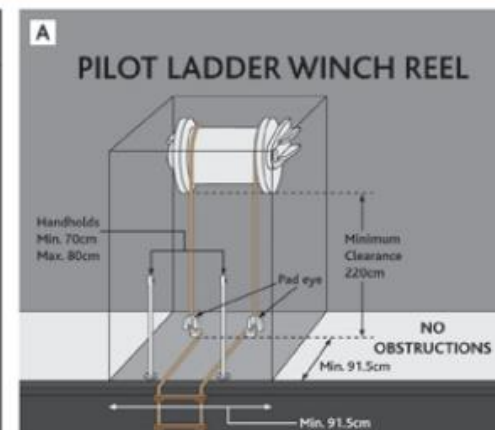 A
PILOT LADDER WINCH REEL
Handholds
Min. 70cm
Max. 80cm
Minimum
Clearance
220cm
Pad eye
NO
OBSTRUCTIONS
Min. 91.5cm
Min. 91.5cm